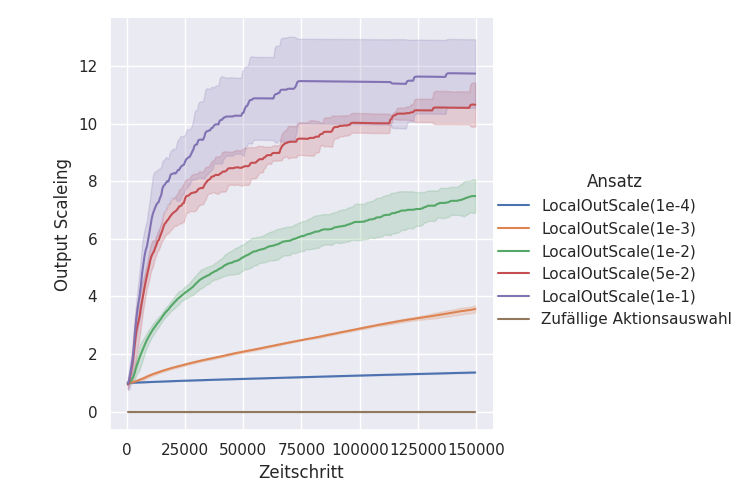 12
10
8
6
4
2
0
Output Scaleing
0
25000
50000
75000
100000
125000
150000
Zeitschritt
Ansatz
LocalOutScale(1e-4)
LocalOutScale(1e-3)
LocalOutScale(1e-2)
LocalOutScale(5e-2)
LocalOutScale(1e-1)
Zufällige Aktionsauswahl